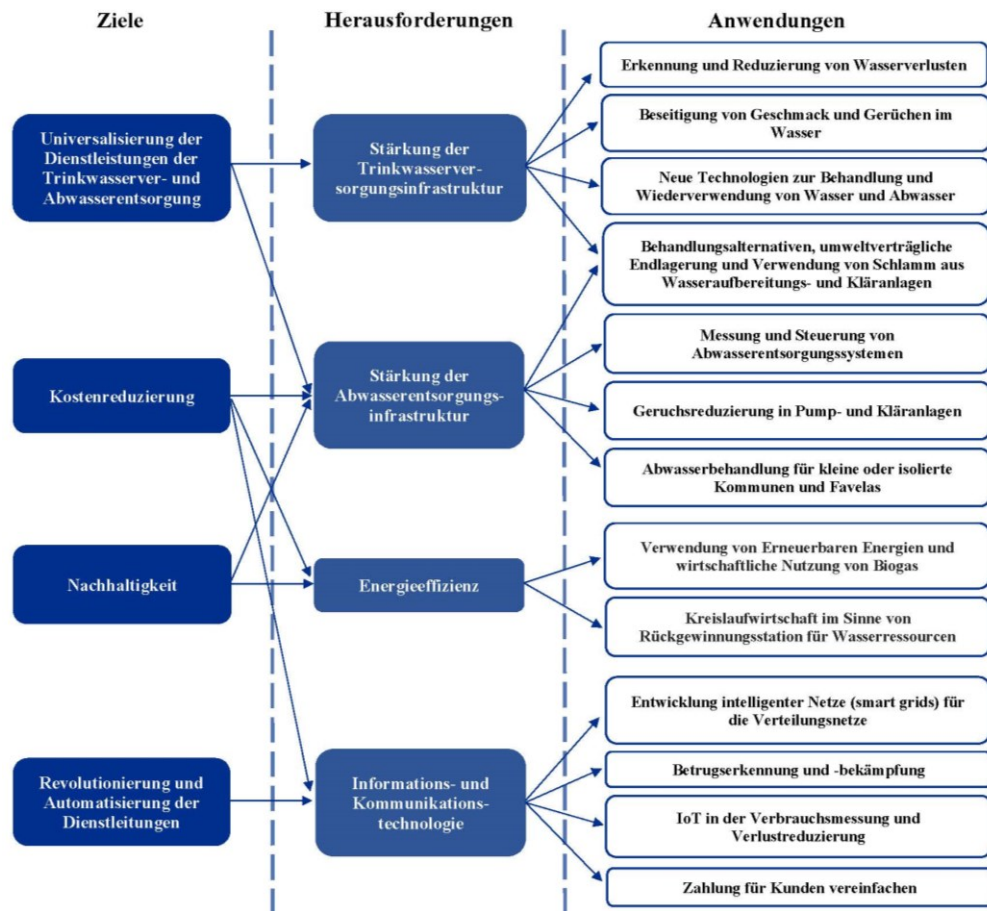 Ziele
Herausforderungen
Anwendungen
Universalisierung der
Dienstleistungen der
Trinkwasserver- und
Abwasserentsorgung
Kostenreduzierung
Nachhaltigkeit
Revolutionierung und
Automatisierung der
Dienstleitungen
Stärkung der
Trinkwasserver-
sorgungsinfrastruktur
Stärkung der
Abwasserentsorgungs-
infrastruktur
Energieeffizienz
Informations- und
Kommunikations-
technologie
Erkennung und Reduzierung von Wasserverlusten
Beseitigung von Geschmack und Gerüchen im
Wasser
Neue Technologien zur Behandlung und
Wiederverwendung von Wasser und Abwasser
Behandlungsalternativen, umweltverträgliche
Endlagerung und Verwendung von Schlamm aus
Wasseraufbereitungs- und Kläranlagen
Messung und Steuerung von
Abwasserentsorgungssystemen
Geruchsreduzierung in Pump- und Kläranlagen
Abwasserbehandlung für kleine oder isolierte
Kommunen und Favelas
Verwendung von Erneuerbaren Energien und
wirtschaftliche Nutzung von Biogas
Kreislaufwirtschaft im Sinne von
Rückgewinnungsstation für Wasserressourcen
Entwicklung intelligenter Netze (smart grids) für
die Verteilungsnetze
Betrugserkennung und -bekämpfung
IoT in der Verbrauchsmessung und
Verlustreduzierung
Zahlung für Kunden vereinfachen